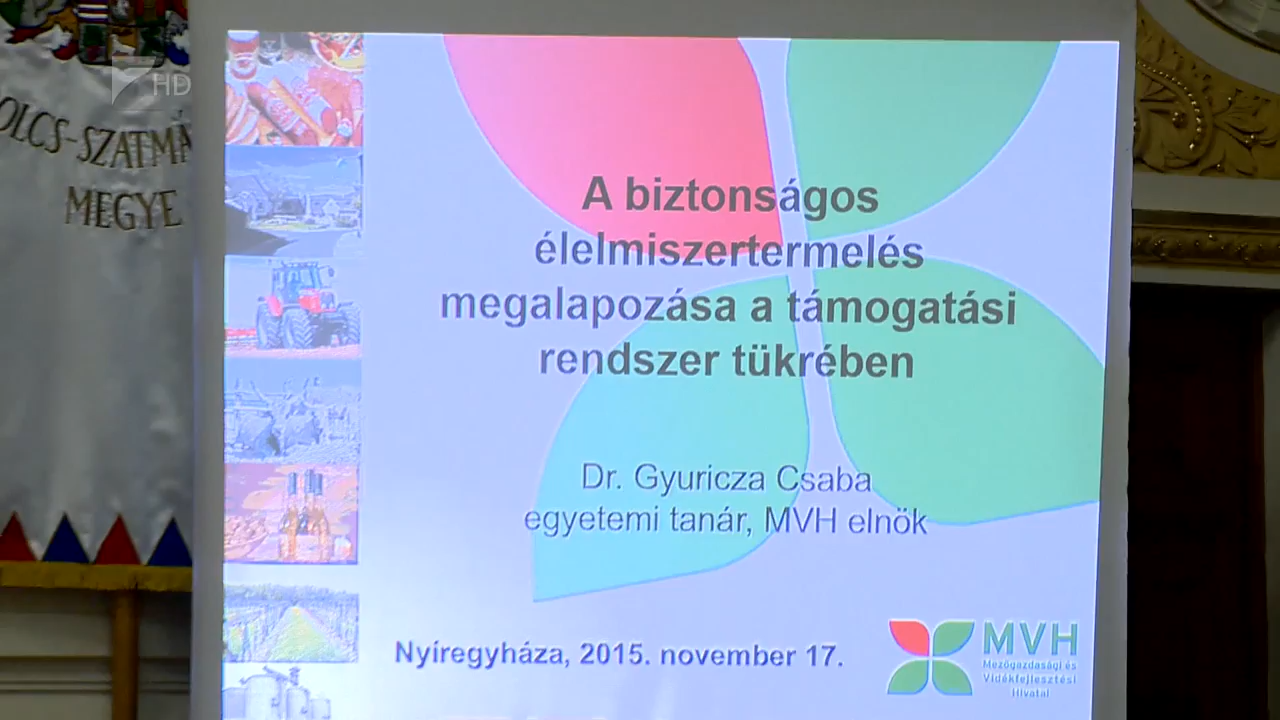 HD
OLCS-SZATMÁ
MEGYE
A biztonságos
élelmiszertermelés
megalapozása a támogatási
rendszer tükrében
Dr. Gyuricza Csaba
egyetemi tanár, MVH elnök
Nyíregyháza, 2015. november 17.
MVH
Mezőgazdasági és
Vidékfejlesztési
Hivatal